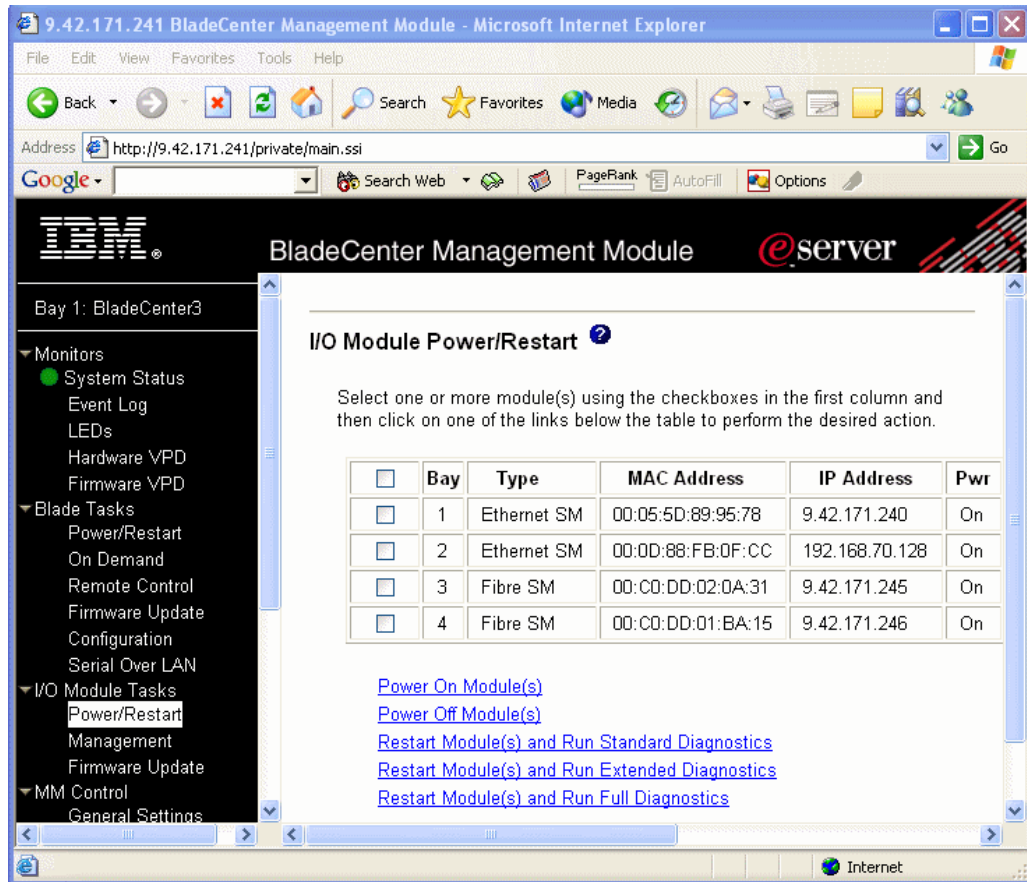 9.42.171.241 BladeCenter Management Module - Microsoft Internet Explorer
File Edit View Favorites Tools Help
Back Search Favorites Media
Address http://9.42.171.241/private/main.ssi Go
Google Search Web PageRank AutoFill Options
IBM® BladeCenter Management Module eserver
Bay 1: BladeCenter3
Monitors
System Status
Event Log
LEDs
Hardware VPD
Firmware VPD
Blade Tasks
Power/Restart
On Demand
Remote Control
Firmware Update
Configuration
Serial Over LAN
I/O Module Tasks
Power/Restart
Management
Firmware Update
MM Control
General Settings
I/O Module Power/Restart ?
Select one or more module(s) using the checkboxes in the first column and
then click on one of the links below the table to perform the desired action.
Bay Type MAC Address IP Address Pwr
1 Ethernet SM 00:05:5D:89:95:78 9.42.171.240 On
2 Ethernet SM 00:0D:88:FB:0F:CC 192.168.70.128 On
3 Fibre SM 00:C0:DD:02:0A:31 9.42.171.245 On
4 Fibre SM 00:C0:DD:01:BA:15 9.42.171.246 On
Power On Module(s)
Power Off Module(s)
Restart Module(s) and Run Standard Diagnostics
Restart Module(s) and Run Extended Diagnostics
Restart Module(s) and Run Full Diagnostics
Internet